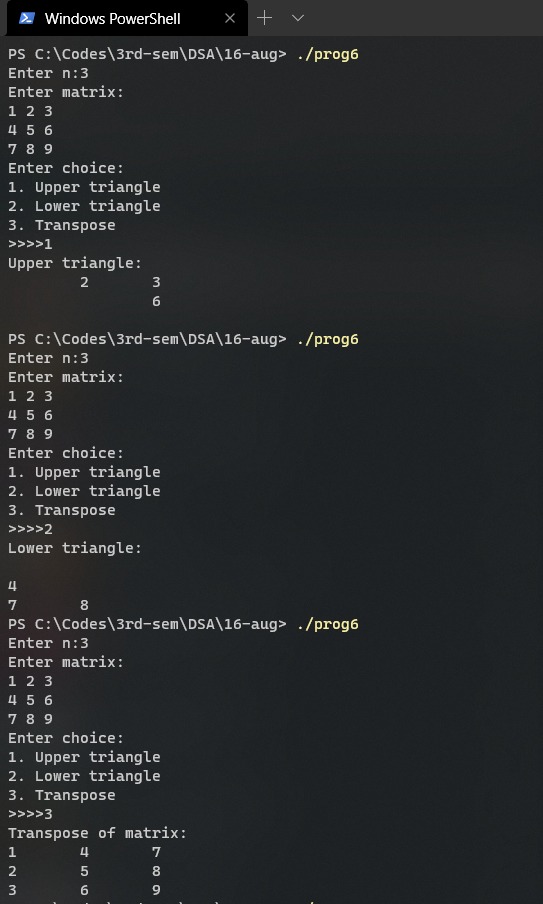 Windows PowerShell
PS C:\Codes\3rd-sem\DSA\16-aug> ./prog6
Enter n:3
Enter matrix:
1 2 3
4 5 6
7 8 9
Enter choice:
1. Upper triangle
2. Lower triangle
3. Transpose
>>>>1
Upper triangle:
        2       3
                6
PS C:\Codes\3rd-sem\DSA\16-aug> ./prog6
Enter n:3
Enter matrix:
1 2 3
4 5 6
7 8 9
Enter choice:
1. Upper triangle
2. Lower triangle
3. Transpose
>>>>2
Lower triangle:
4
7       8
PS C:\Codes\3rd-sem\DSA\16-aug> ./prog6
Enter n:3
Enter matrix:
1 2 3
4 5 6
7 8 9
Enter choice:
1. Upper triangle
2. Lower triangle
3. Transpose
>>>>3
Transpose of matrix:
1       4       7
2       5       8
3       6       9